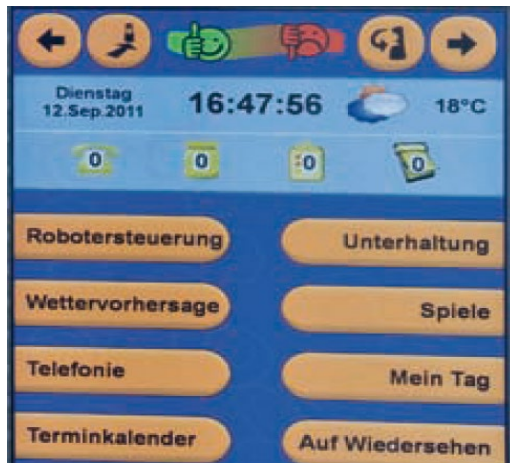 Dienstag
12.Sep.2011
16:47:56
18°C
0
0
0
0
Robotersteuerung
Unterhaltung
Wettervorhersage
Spiele
Telefonie
Mein Tag
Terminkalender
Auf Wiedersehen